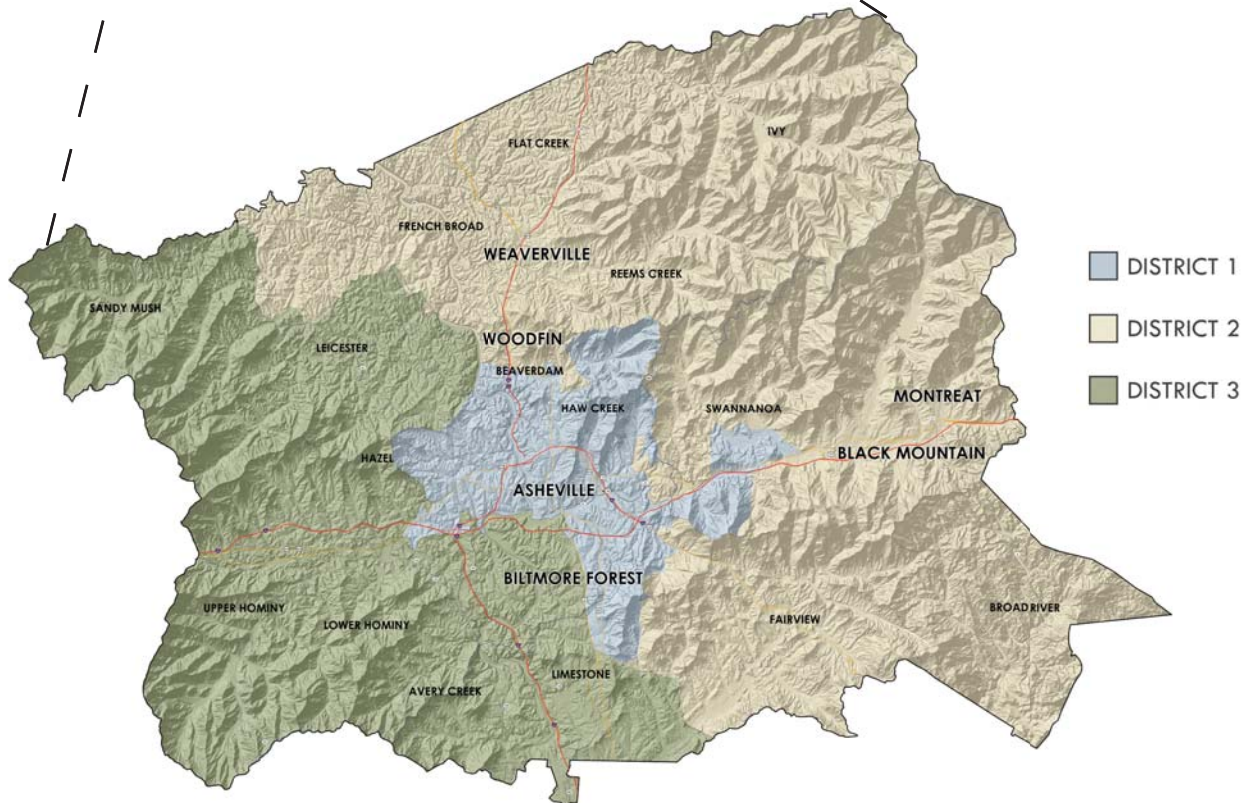 IVY
FLAT CREEK
FRENCH BROAD
WEAVERVILLE
REEMS CREEK
DISTRICT 1
SANDY MUSH
DISTRICT 2
WOODFIN
LEICESTER
BEAVERDAM
DISTRICT 3
MONTREAT
HAW CREEK
SWANNANOA
BLACK MOUNTAIN
HAZEL
ASHEVILLE
BILTMORE FOREST
UPPER HOMINY
BROAD RIVER
LOWER HOMINY
FAIRVIEW
LIMESTONE
AVERY CREEK